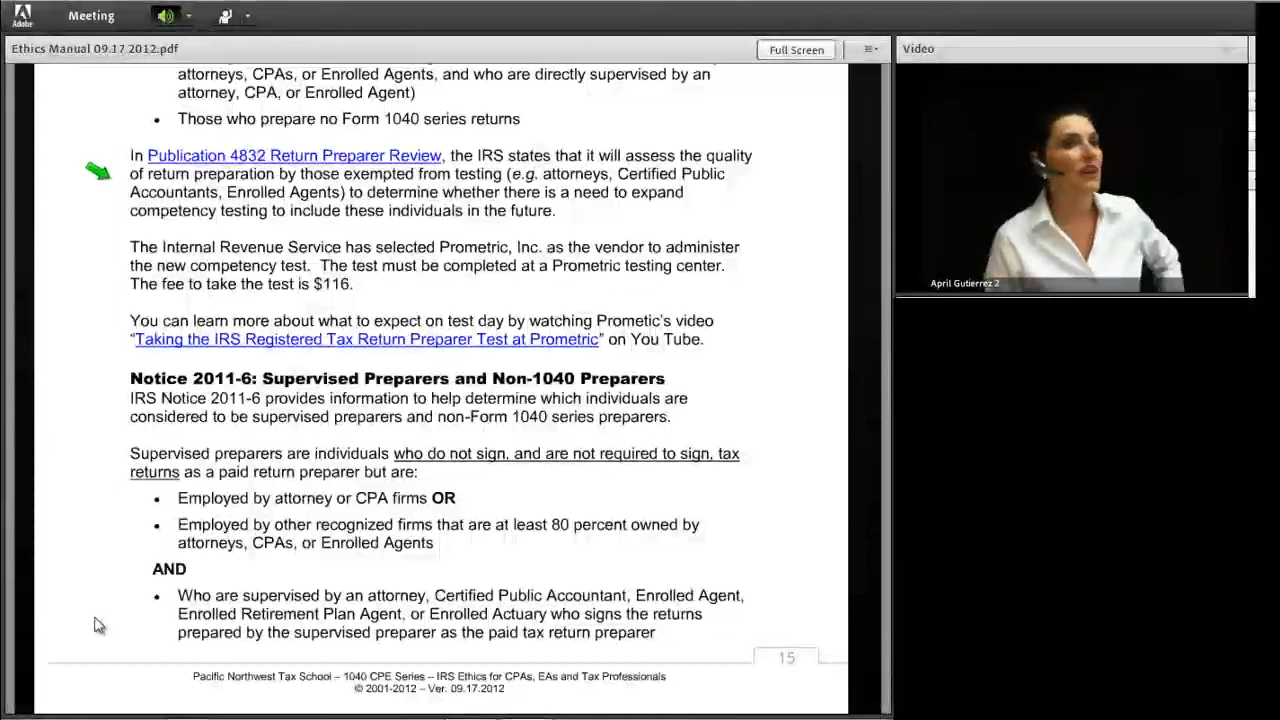 Adobe
Meeting
Ethics Manual 09.17 2012.pdf
Full Screen
Video
attorneys, CPAs, or Enrolled Agents, and who are directly supervised by an
attorney, CPA, or Enrolled Agent)
• Those who prepare no Form 1040 series returns
In Publication 4832 Return Preparer Review, the IRS states that it will assess the quality
of return preparation by those exempted from testing (e.g. attorneys, Certified Public
Accountants, Enrolled Agents) to determine whether there is a need to expand
competency testing to include these individuals in the future.
The Internal Revenue Service has selected Prometric, Inc. as the vendor to administer
the new competency test. The test must be completed at a Prometric testing center.
The fee to take the test is $116.
You can learn more about what to expect on test day by watching Prometic's video
“Taking the IRS Registered Tax Return Preparer Test at Prometric” on You Tube.
Notice 2011-6: Supervised Preparers and Non-1040 Preparers
IRS Notice 2011-6 provides information to help determine which individuals are
considered to be supervised preparers and non-Form 1040 series preparers.
Supervised preparers are individuals who do not sign, and are not required to sign, tax
returns as a paid return preparer but are:
• Employed by attorney or CPA firms OR
• Employed by other recognized firms that are at least 80 percent owned by
attorneys, CPAs, or Enrolled Agents
AND
• Who are supervised by an attorney, Certified Public Accountant, Enrolled Agent,
Enrolled Retirement Plan Agent, or Enrolled Actuary who signs the returns
prepared by the supervised preparer as the paid tax return preparer
15
Pacific Northwest Tax School – 1040 CPE Series – IRS Ethics for CPAs, EAs and Tax Professionals
© 2001-2012 – Ver. 09.17.2012
April Gutierrez 2